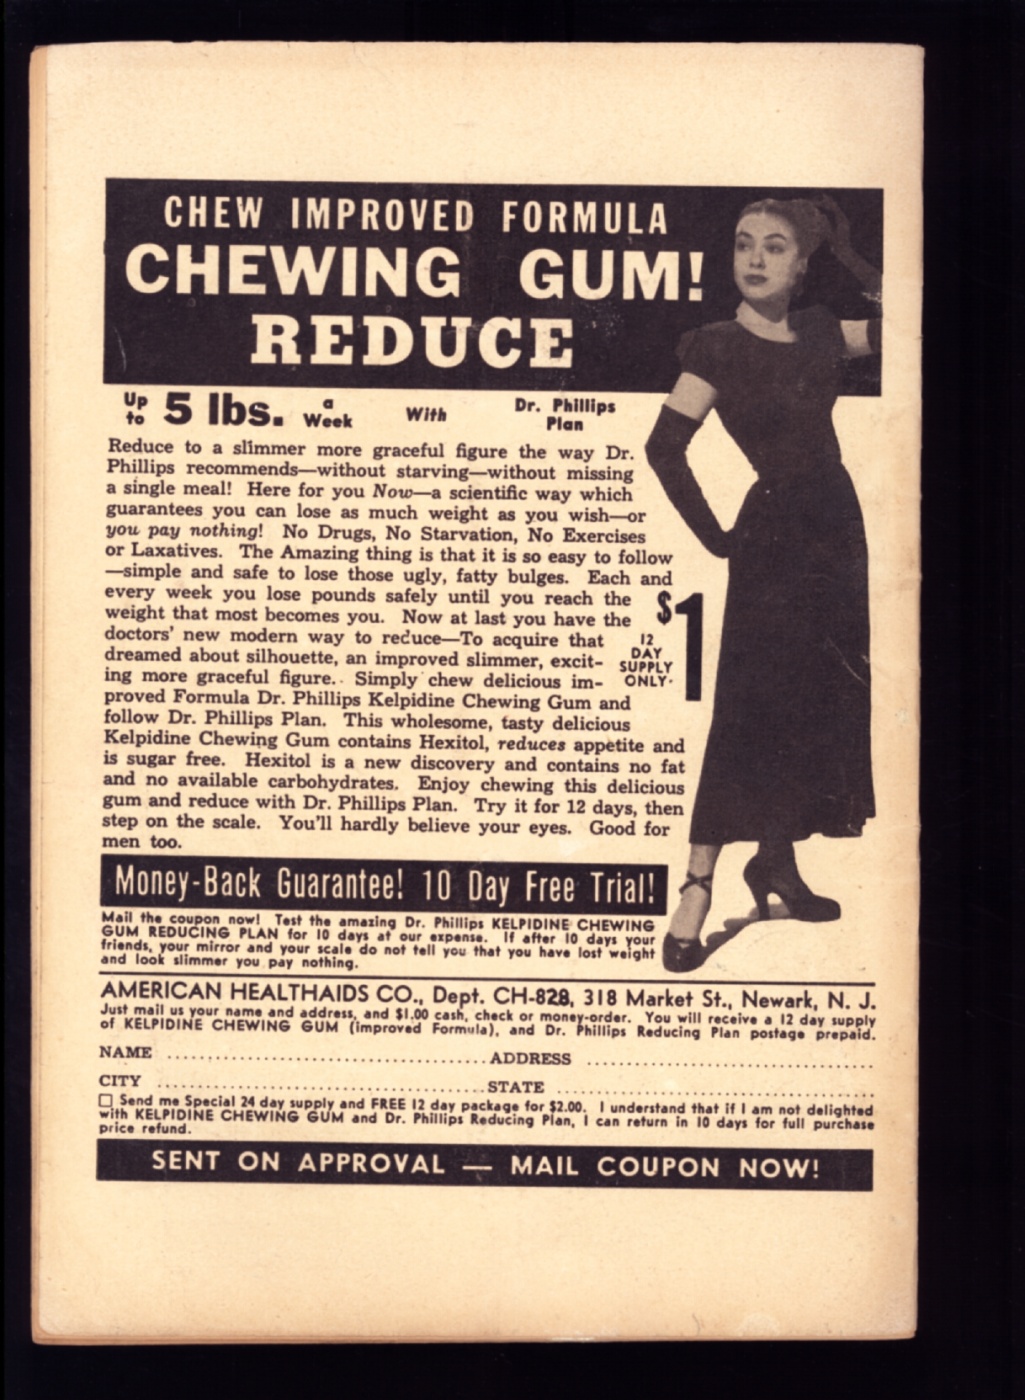 CHEW IMPROVED FORMULA
CHEWING GUM!
REDUCE
Up to 5 lbs. a Week With Dr. Phillips Plan
Reduce to a slimmer more graceful figure the way Dr.
Phillips recommends—without starving—without missing
a single meal! Here for you Now—a scientific way which
guarantees you can lose as much weight as you wish—or
you pay nothing! No Drugs, No Starvation, No Exercises
or Laxatives. The Amazing thing is that it is so easy to follow
—simple and safe to lose those ugly, fatty bulges. Each and
every week you lose pounds safely until you reach the
weight that most becomes you. Now at last you have the
doctors' new modern way to reduce—To acquire that
dreamed about silhouette, an improved slimmer, excit-
ing more graceful figure. Simply chew delicious im-
proved Formula Dr. Phillips Kelpidine Chewing Gum and
follow Dr. Phillips Plan. This wholesome, tasty delicious
Kelpidine Chewing Gum contains Hexitol, reduces appetite and
is sugar free. Hexitol is a new discovery and contains no fat
and no available carbohydrates. Enjoy chewing this delicious
gum and reduce with Dr. Phillips Plan. Try it for 12 days, then
step on the scale. You'll hardly believe your eyes. Good for
men too.
$1
12
DAY
SUPPLY
ONLY.
Money-Back Guarantee! 10 Day Free Trial!
Mail the coupon now! Test the amazing Dr. Phillips KELPIDINE CHEWING
GUM REDUCING PLAN for 10 days at our expense. If after 10 days your
friends, your mirror and your scale do not tell you that you have lost weight
and look slimmer you pay nothing.
AMERICAN HEALTHAIDS CO., Dept. CH-828, 318 Market St., Newark, N. J.
Just mail us your name and address, and $1.00 cash, check or money-order. You will receive a 12 day supply
of KELPIDINE CHEWING GUM (improved Formula), and Dr. Phillips Reducing Plan postage prepaid.
NAME ........................................ ADDRESS ........................................
CITY ........................................ STATE ........................................
☐ Send me Special 24 day supply and FREE 12 day package for $2.00. I understand that if I am not delighted
with KELPIDINE CHEWING GUM and Dr. Phillips Reducing Plan, I can return in 10 days for full purchase
price refund.
SENT ON APPROVAL — MAIL COUPON NOW!